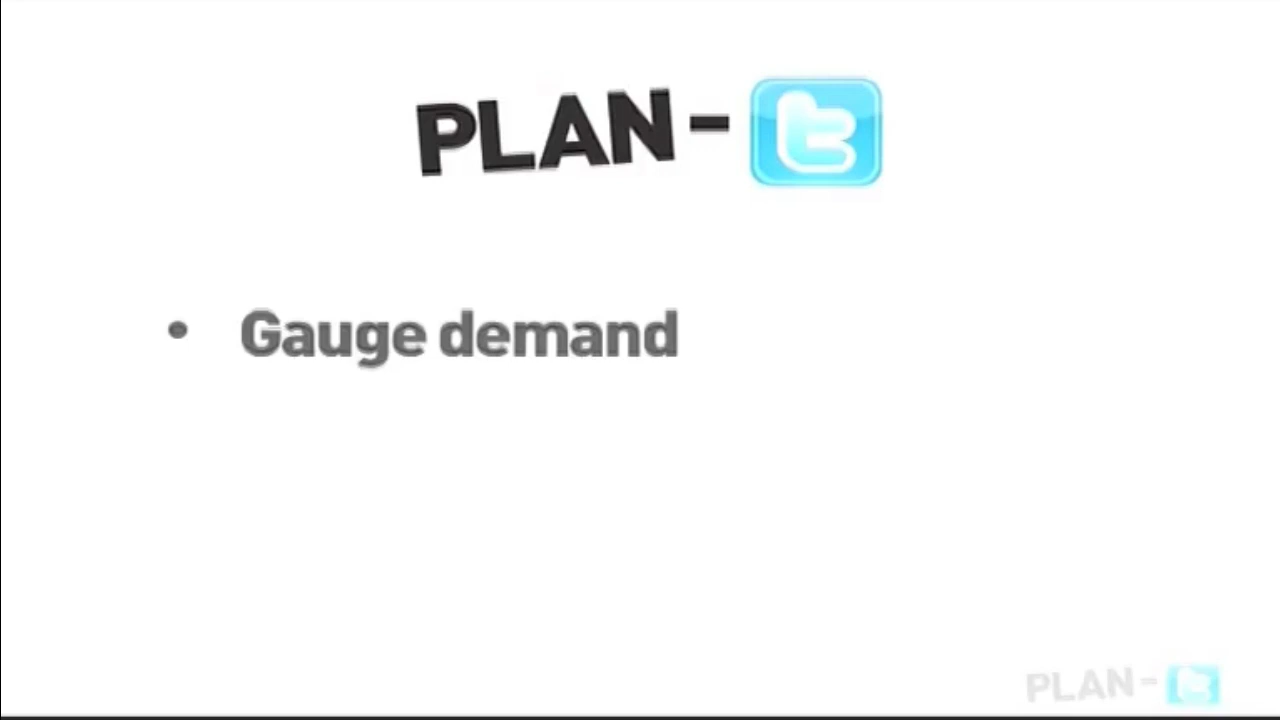 PLAN- t
• Gauge demand
PLAN- t